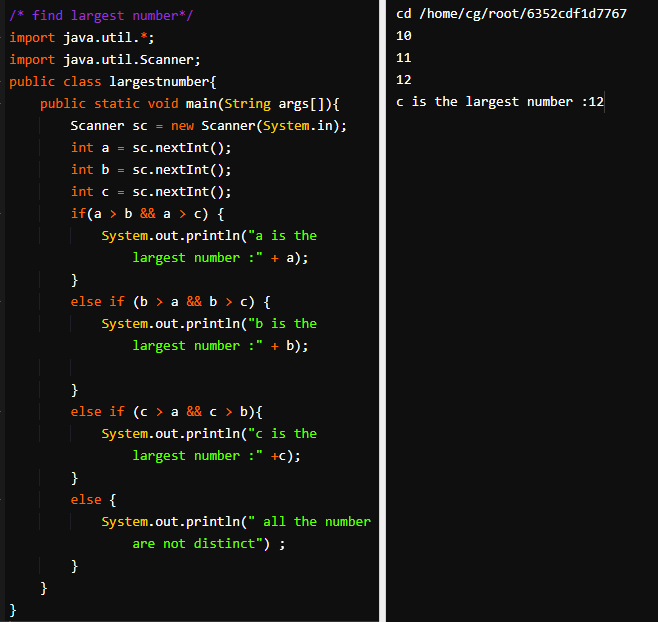 /* find largest number*/
import java.util.*;
import java.util.Scanner;
public class largestnumber{
public static void main(String args[]){
Scanner sc = new Scanner(System.in);
int a = sc.nextInt();
int b = sc.nextInt();
int c = sc.nextInt();
if(a > b && a > c) {
System.out.println("a is the
largest number :" + a);
}
else if (b > a && b > c) {
System.out.println("b is the
largest number :" + b);
}
else if (c > a && c > b){
System.out.println("c is the
largest number :" +c);
}
else {
System.out.println(" all the number
are not distinct") ;
}
}
}
cd /home/cg/root/6352cdf1d7767
10
11
12
c is the largest number :12